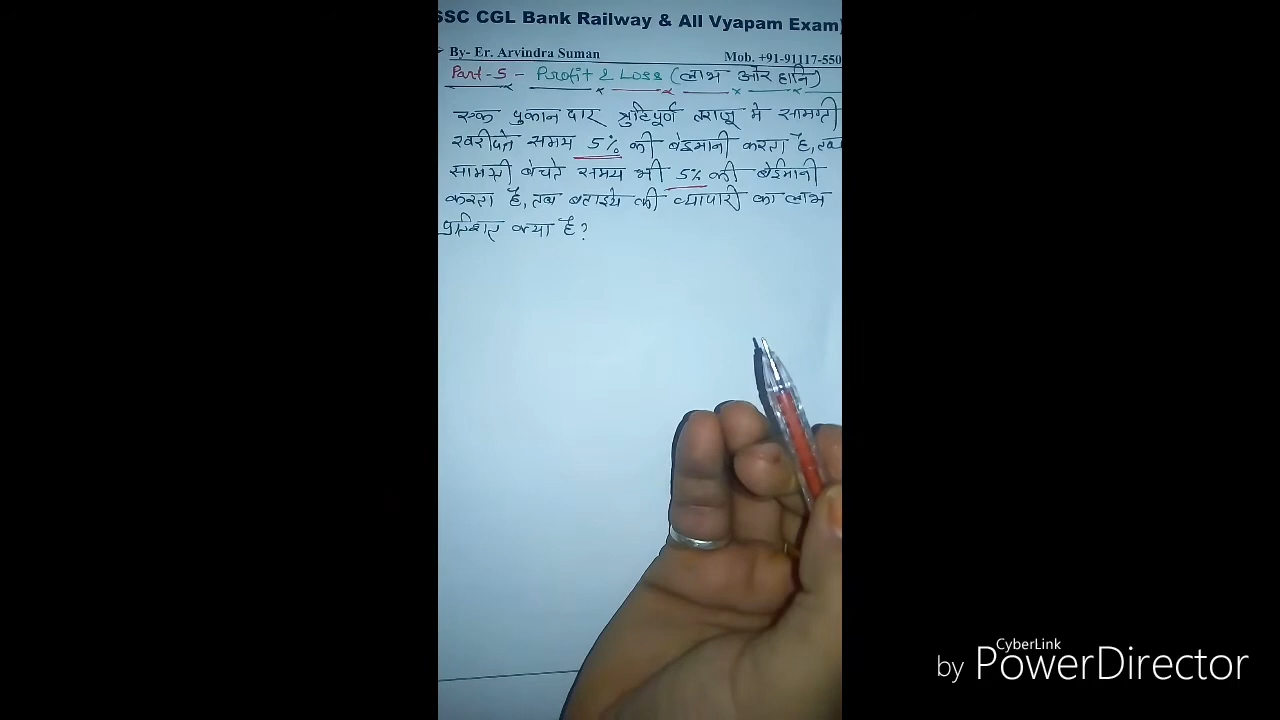 SSC CGL Bank Railway & All Vyapam Exam)
By- Er. Arvindra Suman Mob. +91-91117-550
Part-5 - Profit & Loss (लाभ और हानि)
एक दुकानदार त्रुटिपूर्ण तराजू मे सामग्री
खरीदते समय 5% की बेइमानी करता है, तथा
सामग्री बेचते समय भी 5% की बेईमानी
करता है, तब बताइये की व्यापारी का लाभ
प्रतिशत क्या है?
by CyberLink PowerDirector